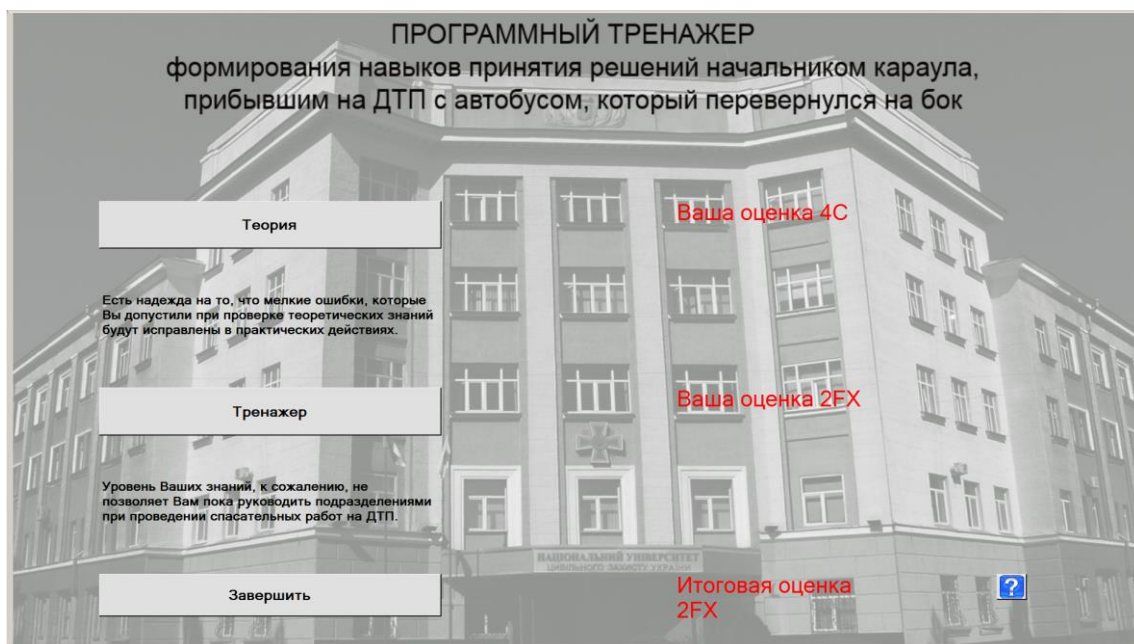 ПРОГРАММНЫЙ ТРЕНАЖЕР
формирования навыков принятия решений начальником караула,
прибывшим на ДТП с автобусом, который перевернулся на бок
Теория
Ваша оценка 4C
Есть надежда на то, что мелкие ошибки, которые
Вы допустили при проверке теоретических знаний
будут исправлены в практических действиях.
Тренажер
Ваша оценка 2FX
Уровень Ваших знаний, к сожалению, не
позволяет Вам пока руководить подразделениями
при проведении спасательных работ на ДТП.
НАЦІОНАЛЬНИЙ УНІВЕРСИТЕТ
ЦИВІЛЬНОГО ЗАХИСТУ УКРАЇНИ
Завершить
Итоговая оценка
2FX
?